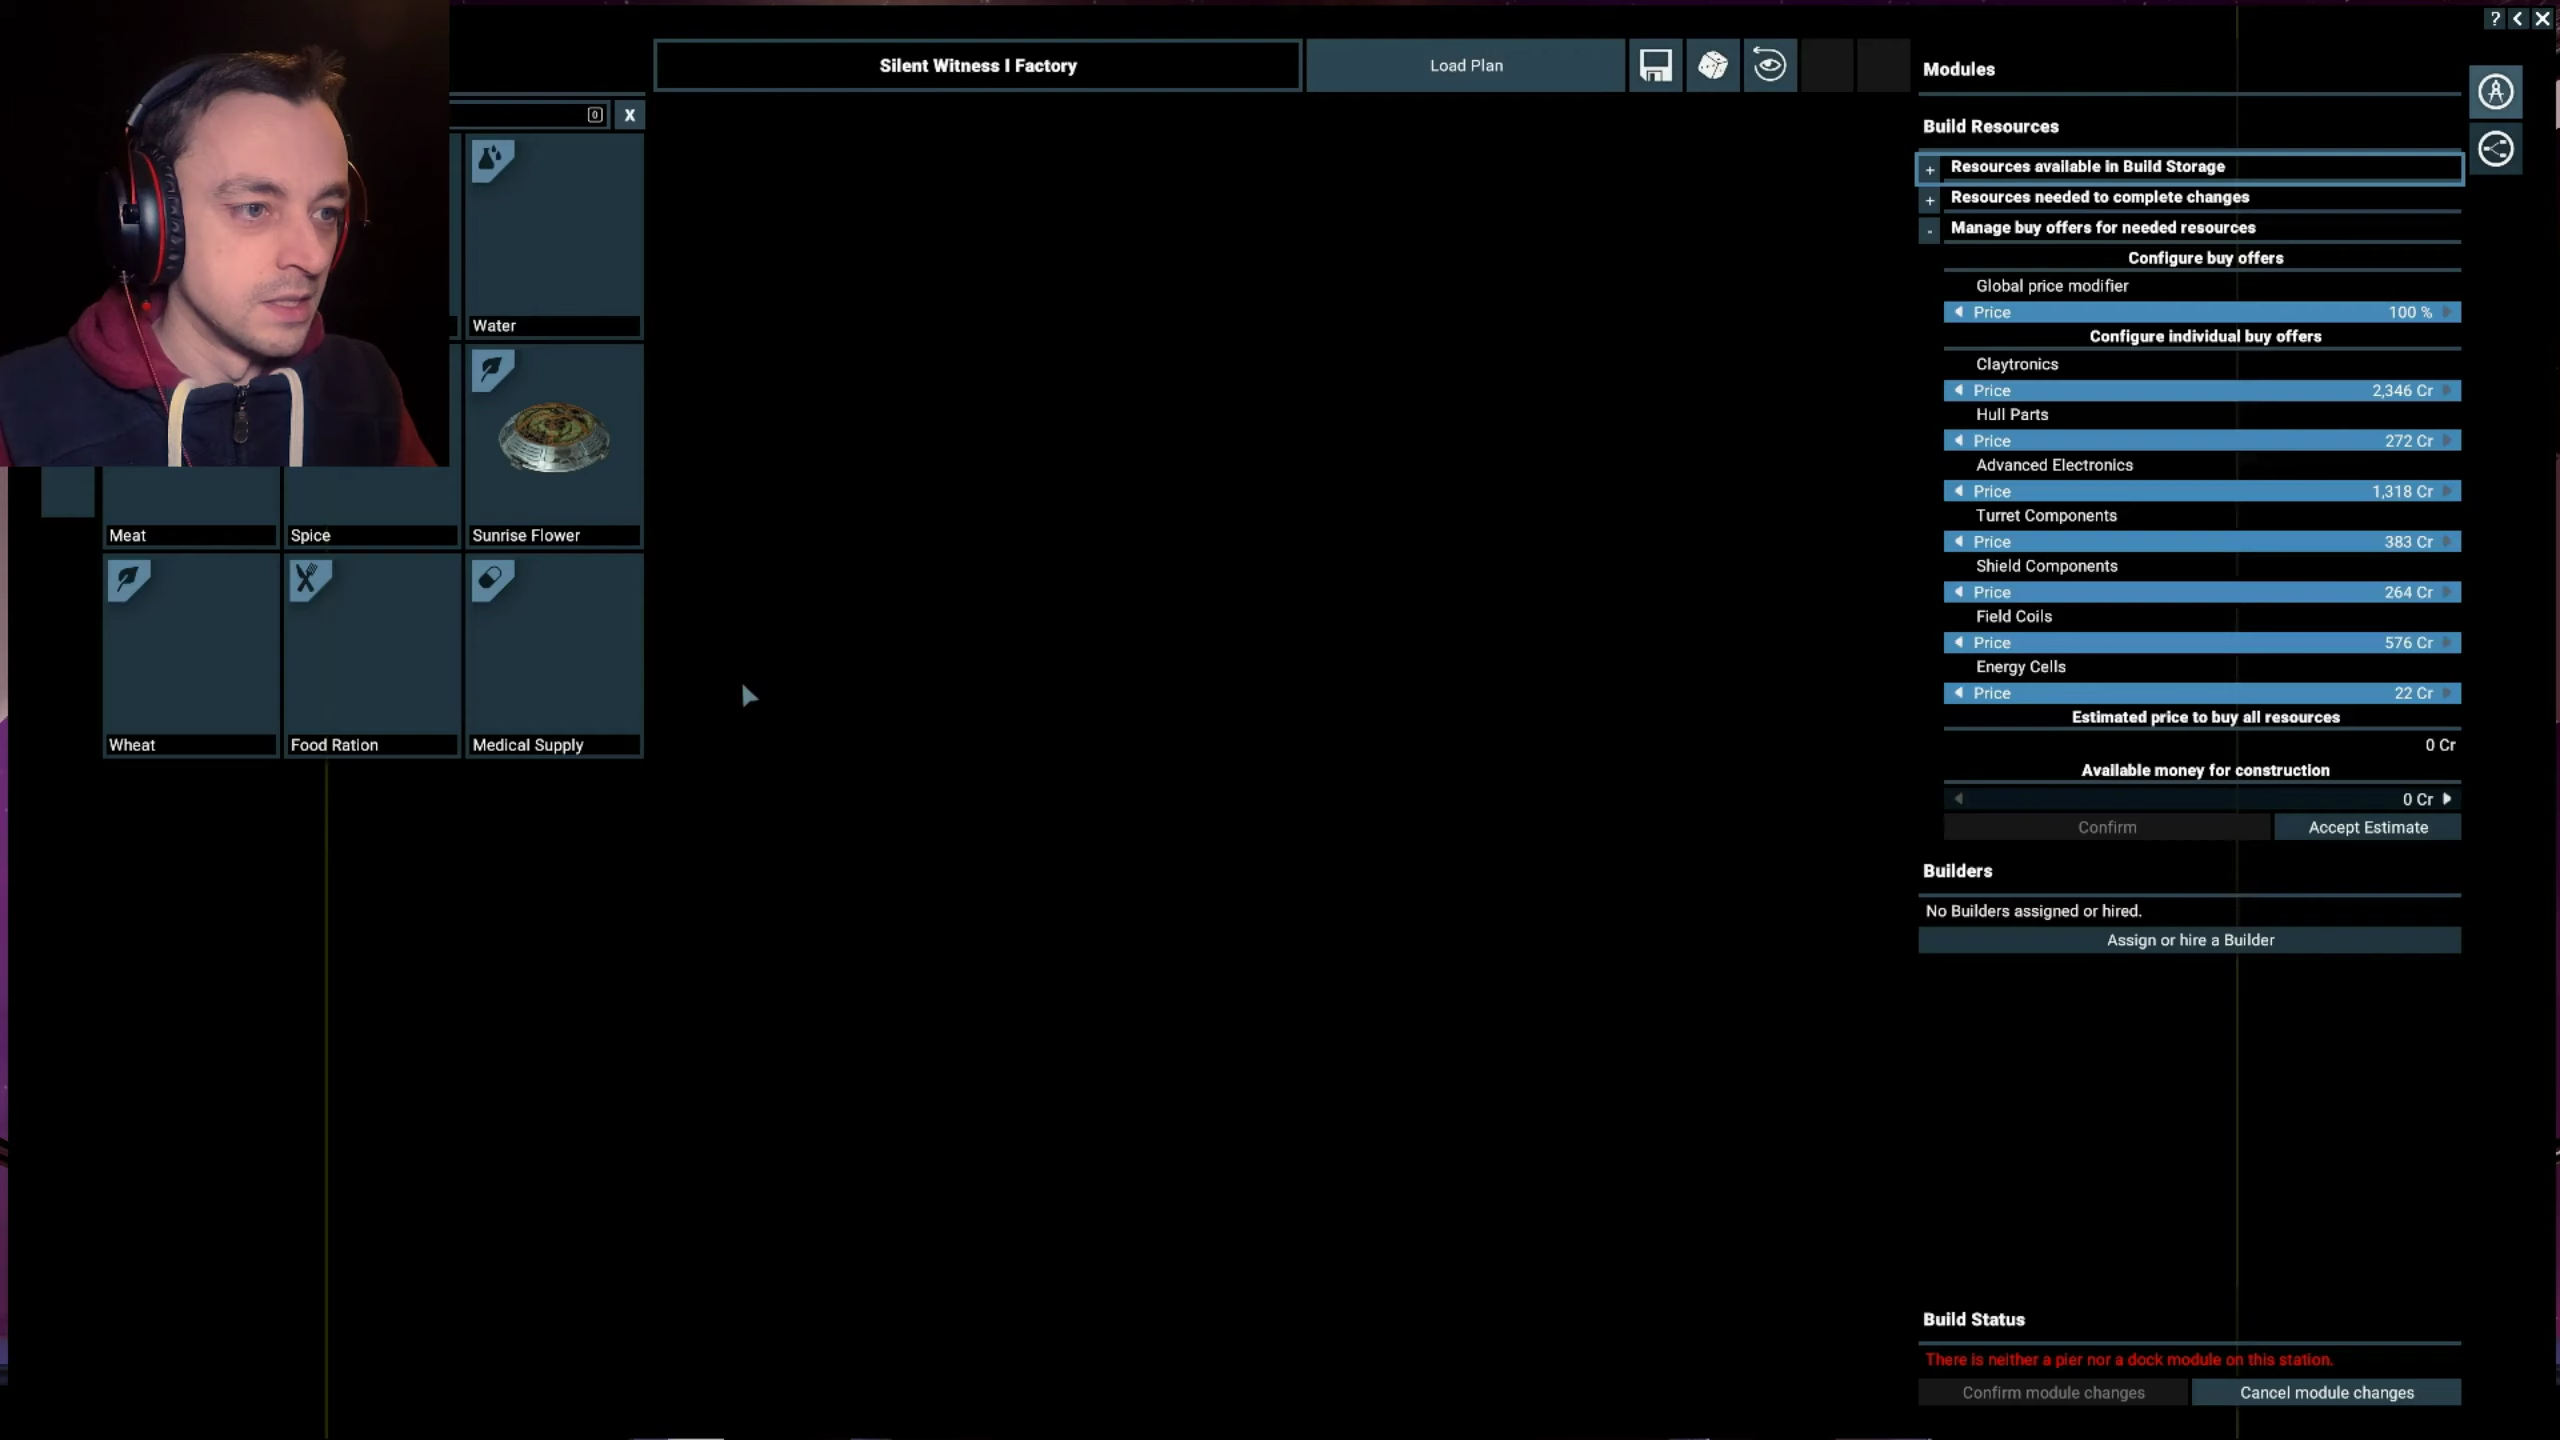 ? < X
Silent Witness I Factory
Load Plan
0
X
Water
Meat
Spice
Sunrise Flower
Wheat
Food Ration
Medical Supply
Modules
Build Resources
+ Resources available in Build Storage
+ Resources needed to complete changes
- Manage buy offers for needed resources
Configure buy offers
Global price modifier
Price 100 %
Configure individual buy offers
Claytronics
Price 2,346 Cr
Hull Parts
Price 272 Cr
Advanced Electronics
Price 1,318 Cr
Turret Components
Price 383 Cr
Shield Components
Price 264 Cr
Field Coils
Price 576 Cr
Energy Cells
Price 22 Cr
Estimated price to buy all resources
0 Cr
Available money for construction
0 Cr
Confirm Accept Estimate
Builders
No Builders assigned or hired.
Assign or hire a Builder
Build Status
There is neither a pier nor a dock module on this station.
Confirm module changes Cancel module changes